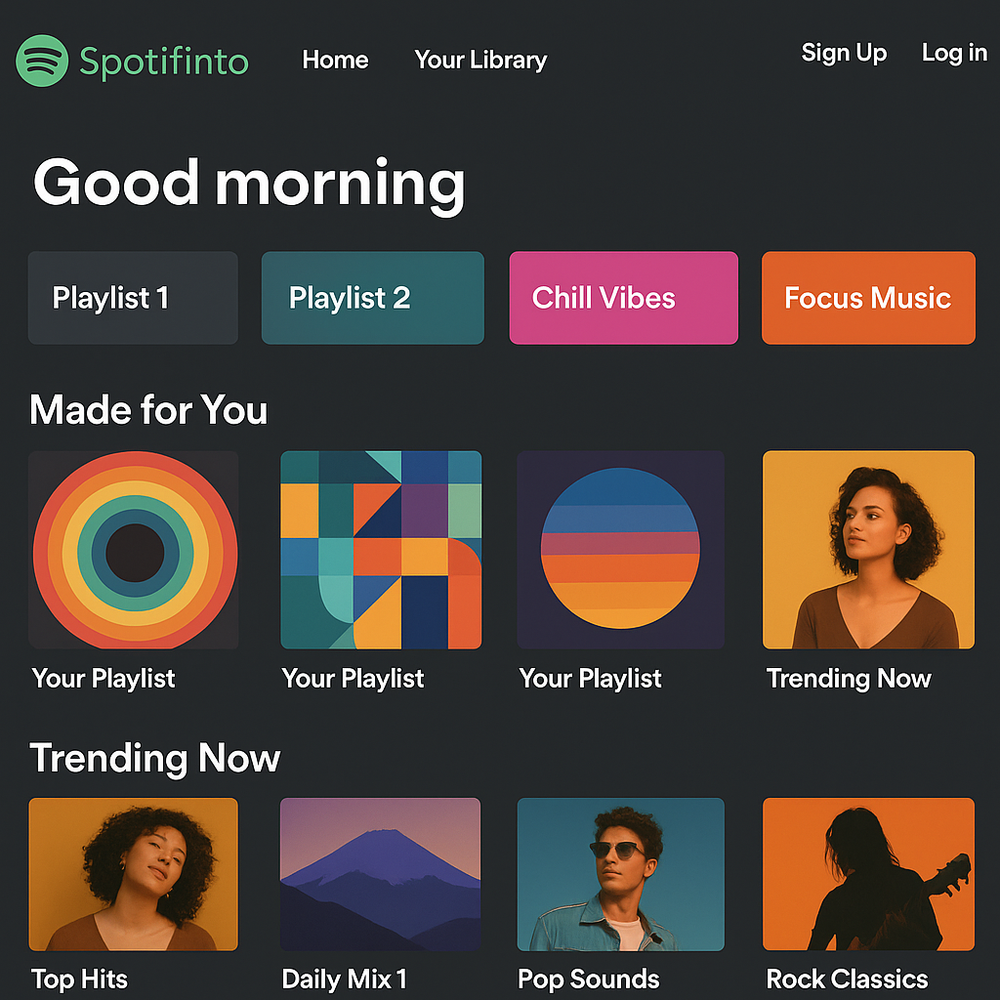 Spotifinto
Home
Your Library
Sign Up
Log in
Good morning
Playlist 1
Playlist 2
Chill Vibes
Focus Music
Made for You
Your Playlist
Your Playlist
Your Playlist
Trending Now
Trending Now
Top Hits
Daily Mix 1
Pop Sounds
Rock Classics